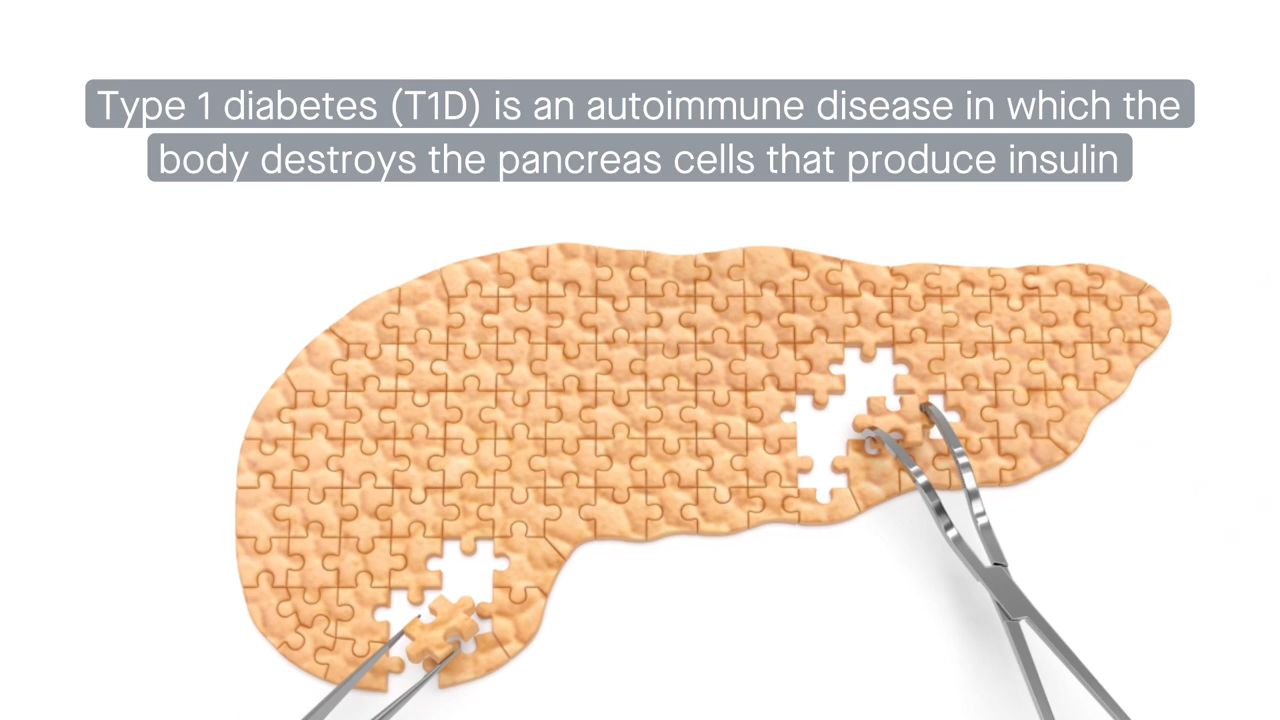 Type 1 diabetes (T1D) is an autoimmune disease in which the
body destroys the pancreas cells that produce insulin